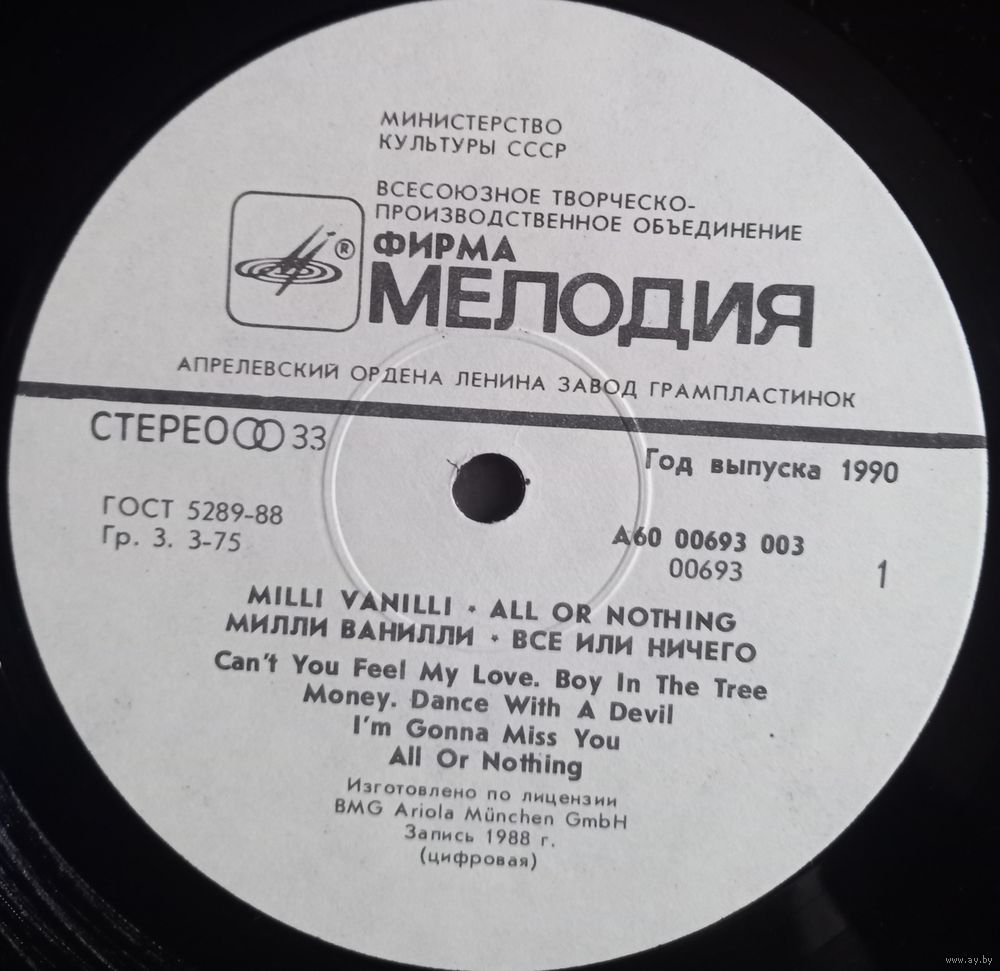 МИНИСТЕРСТВО
КУЛЬТУРЫ СССР
ВСЕСОЮЗНОЕ ТВОРЧЕСКО-
ПРОИЗВОДСТВЕННОЕ ОБЪЕДИНЕНИЕ
®
ФИРМА
МЕЛОДИЯ
АПРЕЛЕВСКИЙ ОРДЕНА ЛЕНИНА ЗАВОД ГРАМПЛАСТИНОК
СТЕРЕО 33
Год выпуска 1990
ГОСТ 5289-88
Гр. 3. 3-75
А60 00693 003
00693
1
MILLI VANILLI • ALL OR NOTHING
МИЛЛИ ВАНИЛЛИ • ВСЕ ИЛИ НИЧЕГО
Can't You Feel My Love. Boy In The Tree
Money. Dance With A Devil
I'm Gonna Miss You
All Or Nothing
Изготовлено по лицензии
BMG Ariola München GmbH
Запись 1988 г.
(цифровая)
www.ay.by